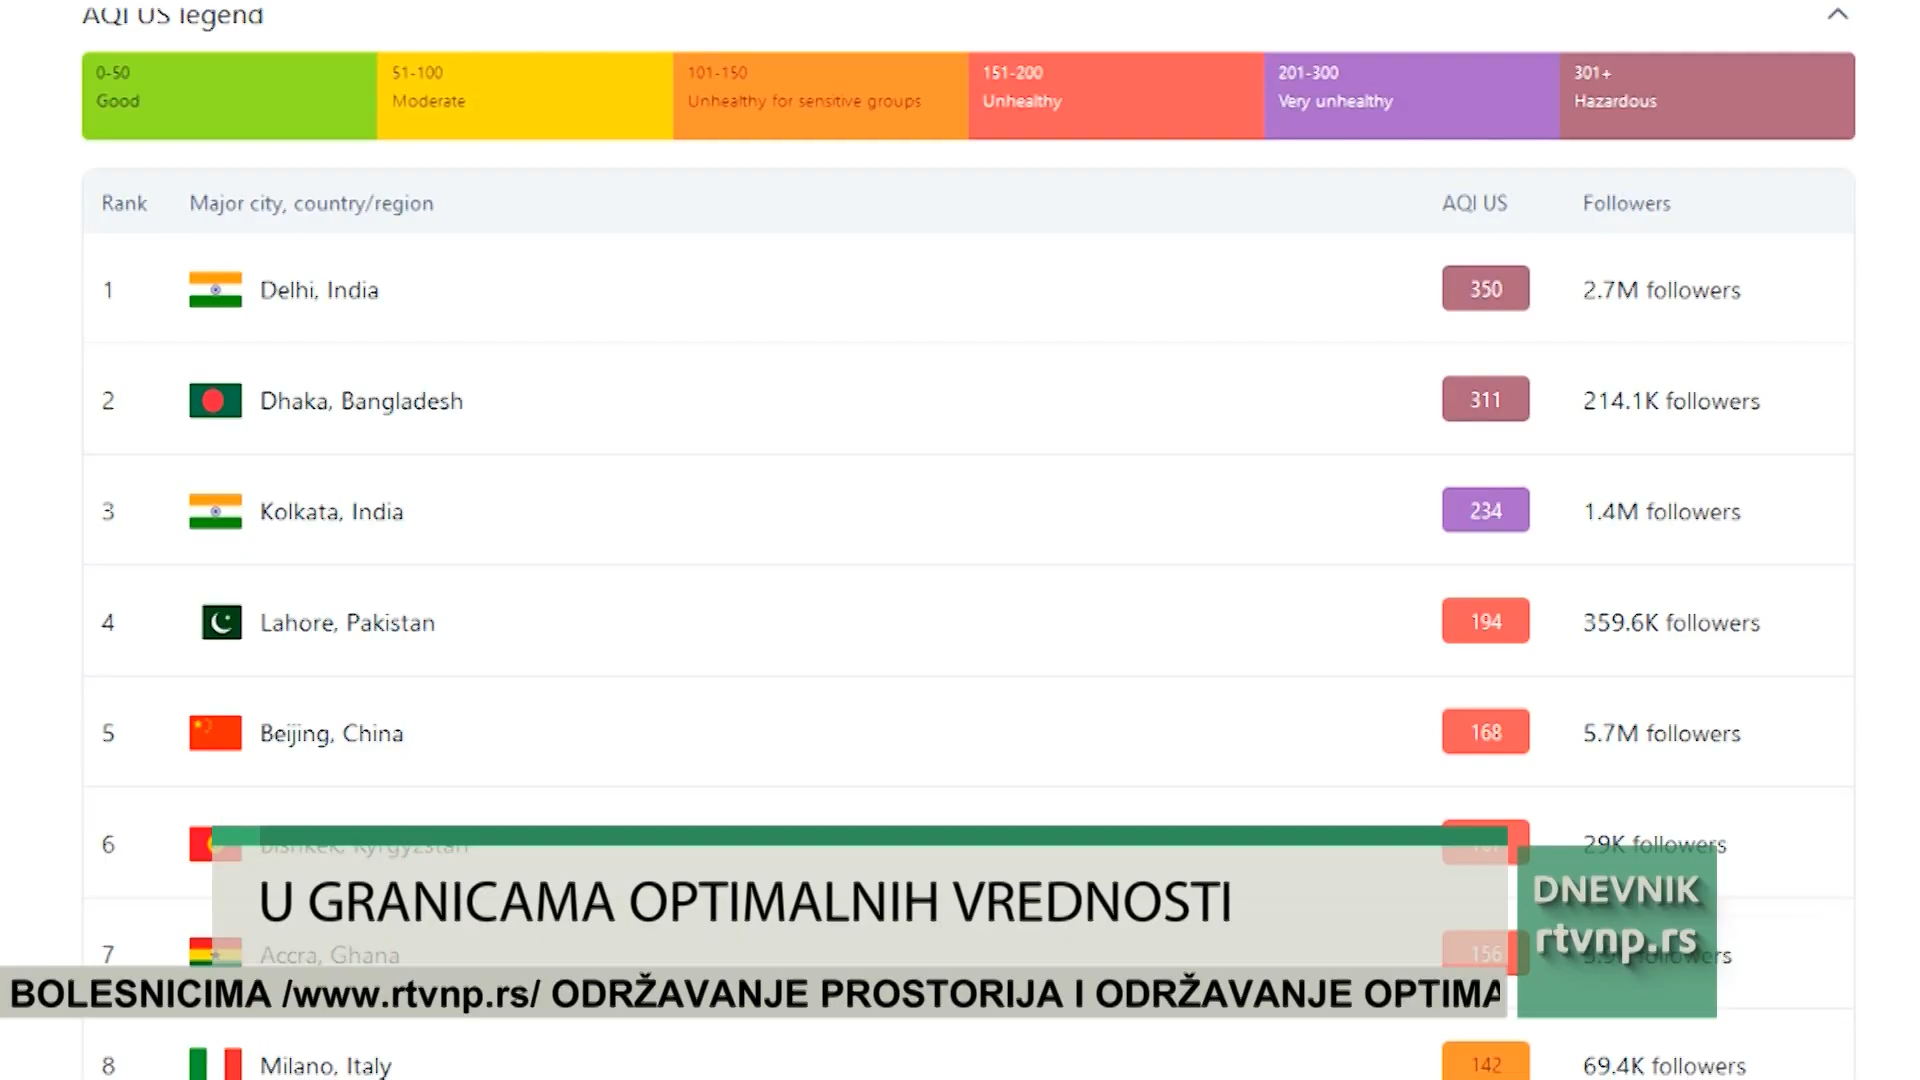 AQI US legend
0-50
Good
51-100
Moderate
101-150
Unhealthy for sensitive groups
151-200
Unhealthy
201-300
Very unhealthy
301+
Hazardous
Rank Major city, country/region AQI US Followers
1 Delhi, India 350 2.7M followers
2 Dhaka, Bangladesh 311 214.1K followers
3 Kolkata, India 234 1.4M followers
4 Lahore, Pakistan 194 359.6K followers
5 Beijing, China 168 5.7M followers
6 Bishkek, Kyrgyzstan 29K followers
U GRANICAMA OPTIMALNIH VREDNOSTI
DNEVNIK
rtvnp.rs
7 Accra, Ghana 156 followers
BOLESNICIMA /www.rtvnp.rs/ ODRŽAVANJE PROSTORIJA I ODRŽAVANJE OPTIMA
8 Milano, Italy 142 69.4K followers